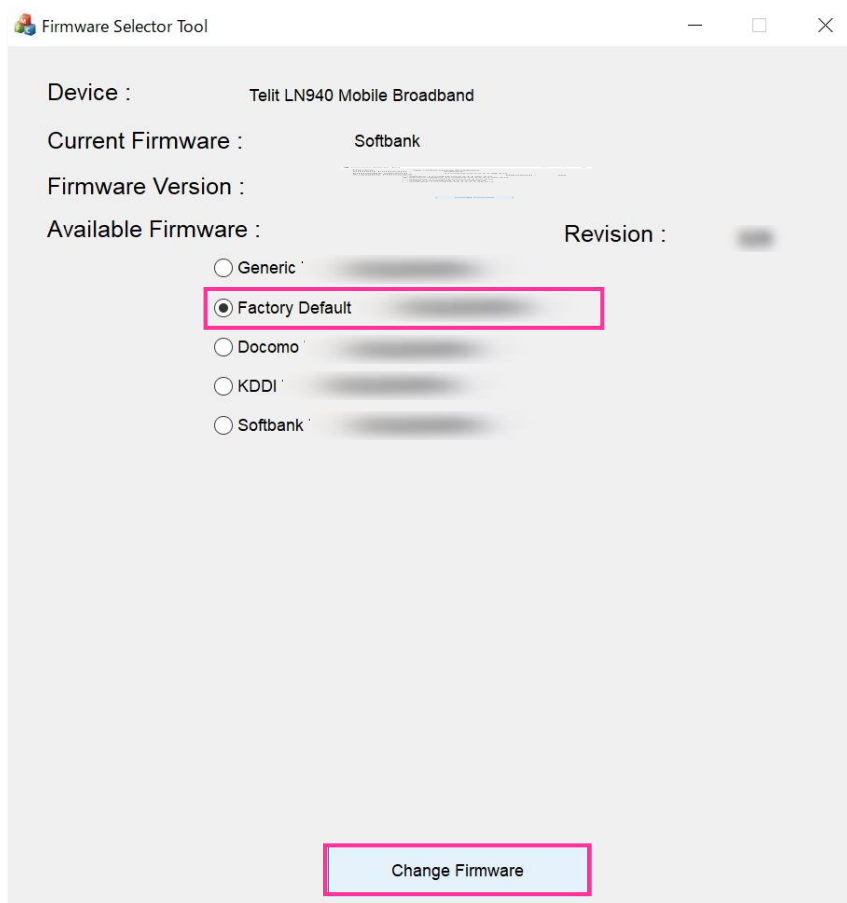 Firmware Selector Tool
Device : Telit LN940 Mobile Broadband
Current Firmware : Softbank
Firmware Version :
Available Firmware : Revision :
Generic
Factory Default
Docomo
KDDI
Softbank
Change Firmware